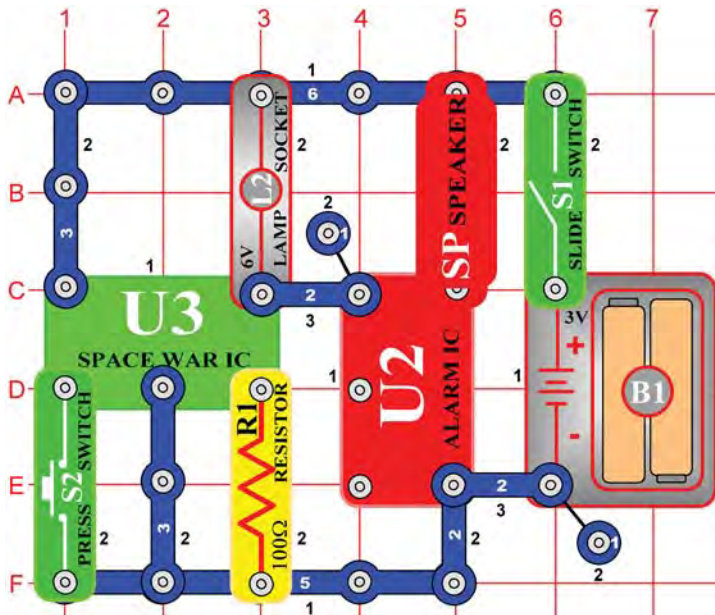 1 2 3 4 5 6 7
A
B
C
D
E
F
1
6
2
3
1
2
6V
L2
LAMP SOCKET
2
2
1
2
3
SP SPEAKER
2
S1
SLIDE SWITCH
2
U3
SPACE WAR IC
U2
ALARM IC
1
3V
+
-
B1
1
S2
PRESS SWITCH
2
3
2
R1
RESISTOR
100Ω
2
2
3
2
2
1
2
5
1